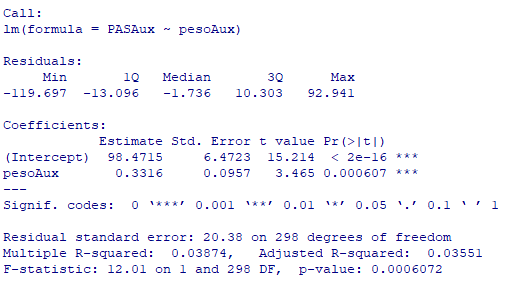 Call:
lm(formula = PASAux ~ pesoAux)
Residuals:
Min 1Q Median 3Q Max
-119.697 -13.096 -1.736 10.303 92.941
Coefficients:
Estimate Std. Error t value Pr(>|t|)
(Intercept) 98.4715 6.4723 15.214 < 2e-16 ***
pesoAux 0.3316 0.0957 3.465 0.000607 ***
---
Signif. codes: 0 ‘***’ 0.001 ‘**’ 0.01 ‘*’ 0.05 ‘.’ 0.1 ‘ ’ 1
Residual standard error: 20.38 on 298 degrees of freedom
Multiple R-squared: 0.03874, Adjusted R-squared: 0.03551
F-statistic: 12.01 on 1 and 298 DF, p-value: 0.0006072